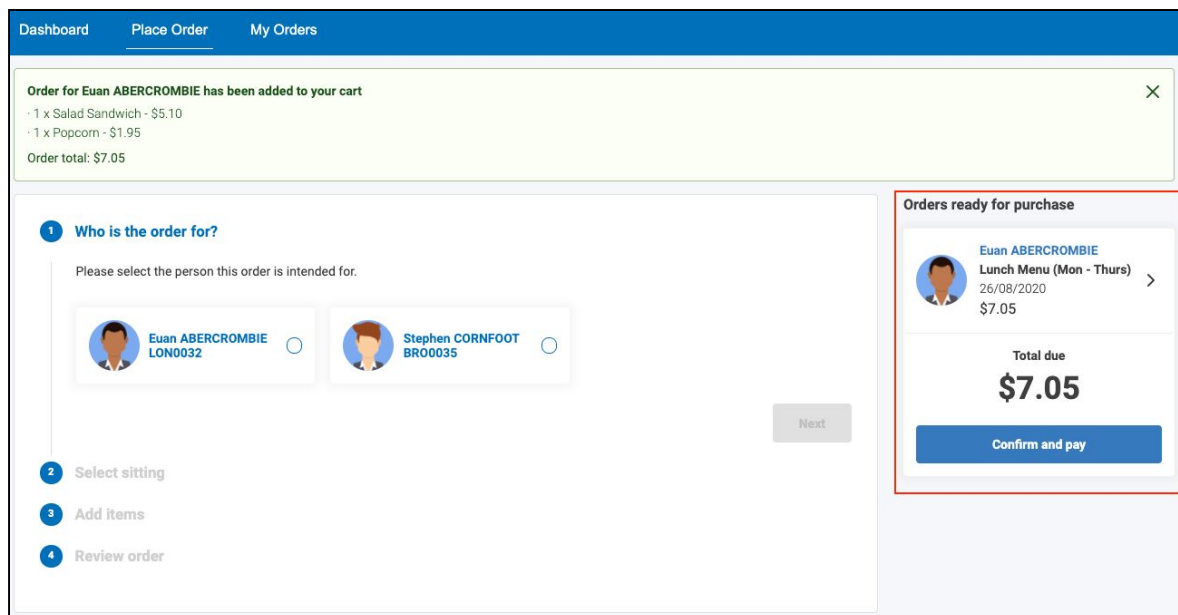 Dashboard Place Order My Orders
Order for Euan ABERCROMBIE has been added to your cart
· 1 x Salad Sandwich - $5.10
· 1 x Popcorn - $1.95
Order total: $7.05
1 Who is the order for?
Please select the person this order is intended for.
Euan ABERCROMBIE
LON0032
Stephen CORNFOOT
BRO0035
Next
2 Select sitting
3 Add items
4 Review order
Orders ready for purchase
Euan ABERCROMBIE
Lunch Menu (Mon - Thurs)
26/08/2020
$7.05
Total due
$7.05
Confirm and pay